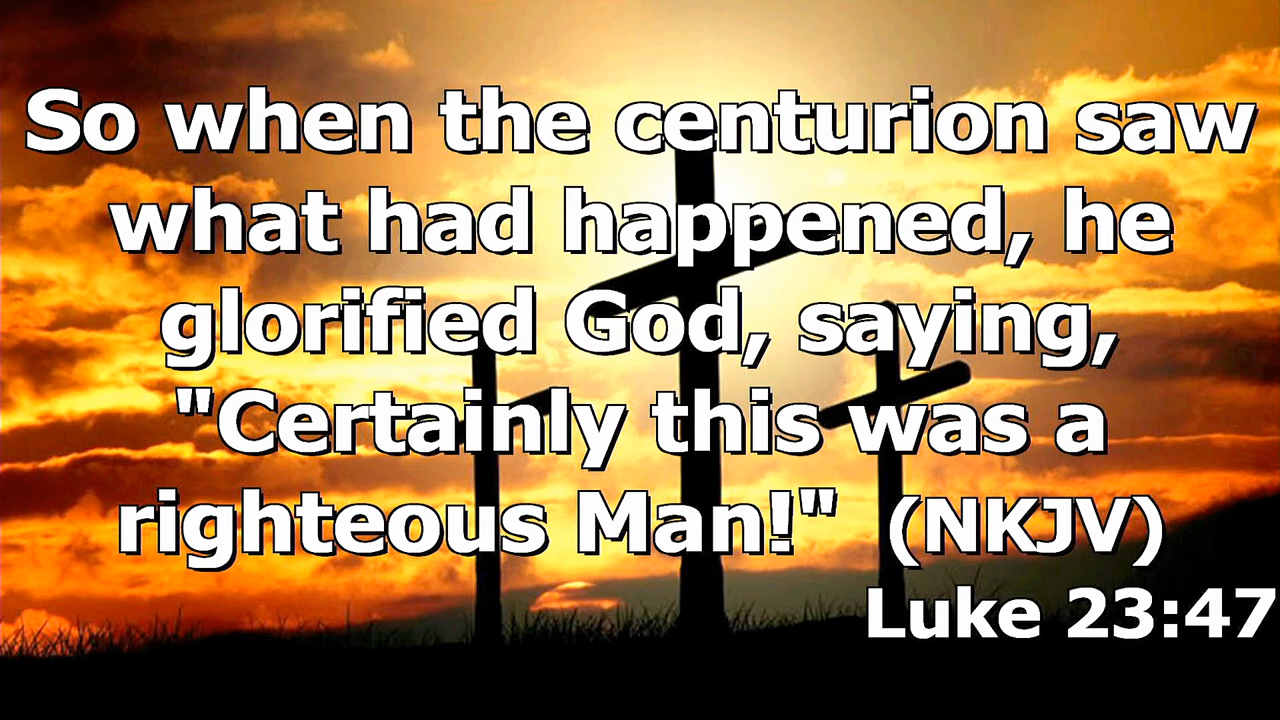 So when the centurion saw
what had happened, he
glorified God, saying,
"Certainly this was a
righteous Man!"  (NKJV)
Luke 23:47